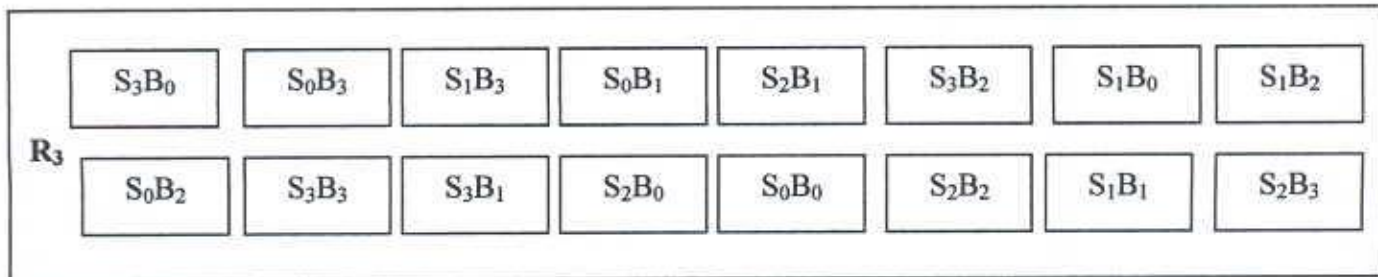 S₃B₀ S₀B₃ S₁B₃ S₀B₁ S₂B₁ S₃B₂ S₁B₀ S₁B₂
R₃
S₀B₂ S₃B₃ S₃B₁ S₂B₀ S₀B₀ S₂B₂ S₁B₁ S₂B₃